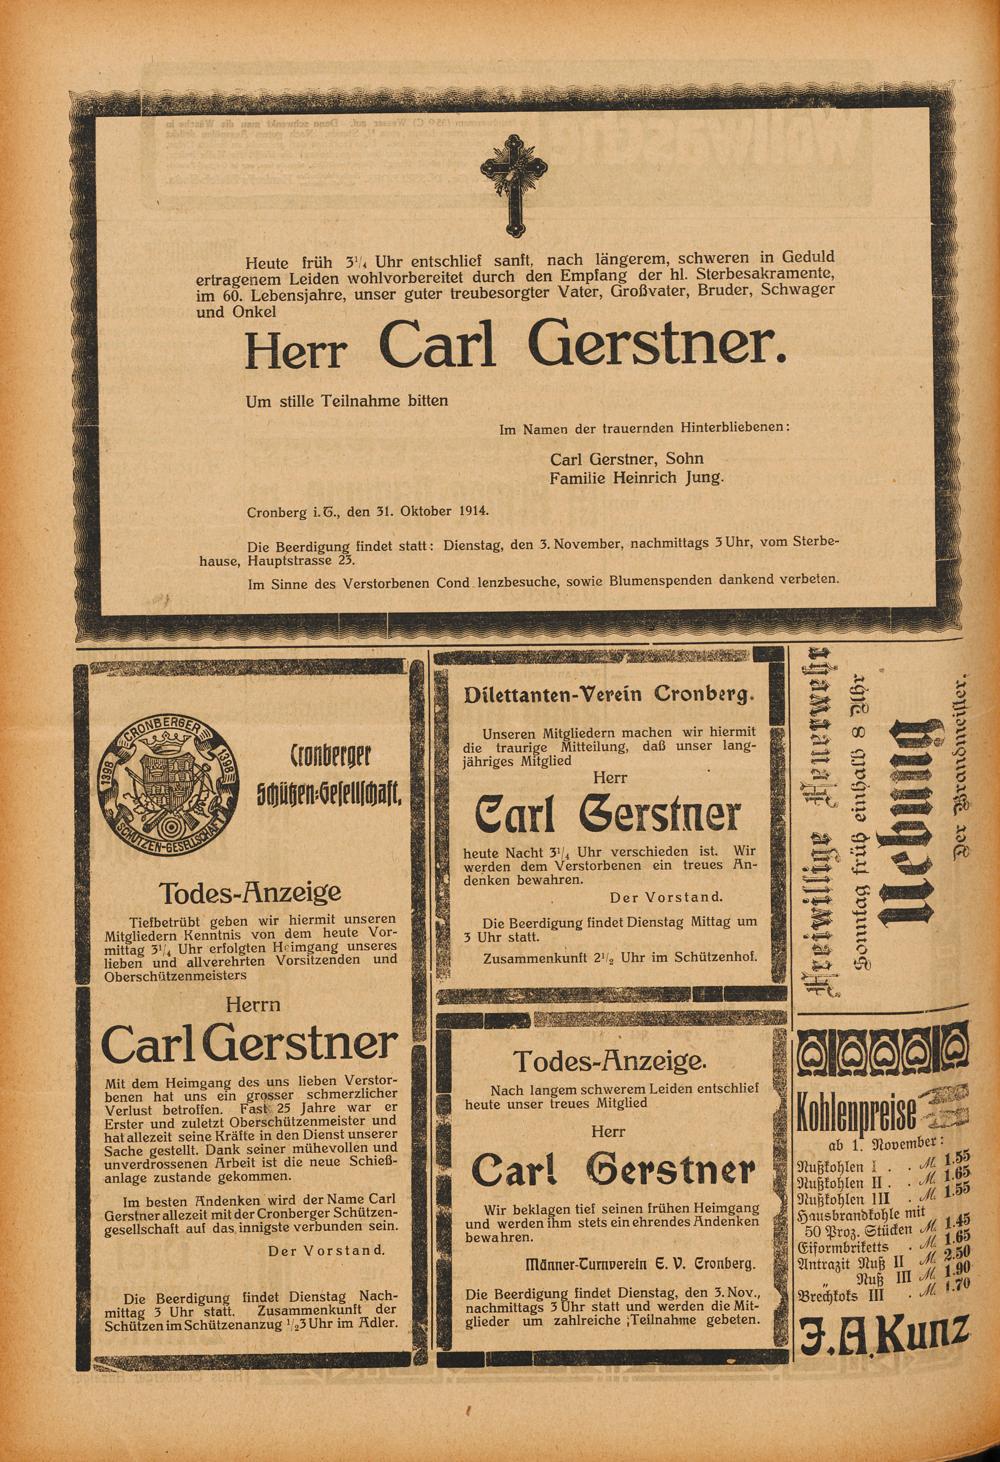 Heute früh 3¹/₄ Uhr entschlief sanft, nach längerem, schweren in Geduld
ertragenem Leiden wohlvorbereitet durch den Empfang der hl. Sterbesakramente,
im 60. Lebensjahre, unser guter treubesorgter Vater, Großvater, Bruder, Schwager
und Onkel
Herr Carl Gerstner.
Um stille Teilnahme bitten
Im Namen der trauernden Hinterbliebenen:
Carl Gerstner, Sohn
Familie Heinrich Jung.
Cronberg i. T., den 31. Oktober 1914.
Die Beerdigung findet statt: Dienstag, den 3. November, nachmittags 3 Uhr, vom Sterbe-
hause, Hauptstrasse 23.
Im Sinne des Verstorbenen Cond lenzbesuche, sowie Blumenspenden dankend verbeten.
CRONBERGER
1398 1398
SCHÜTZEN-GESELLSCHAFT
Cronberger
Schützen-Gesellschaft.
Todes-Anzeige
Tiefbetrübt geben wir hiermit unseren
Mitgliedern Kenntnis von dem heute Vor-
mittag 3¹/₄ Uhr erfolgten Heimgang unseres
lieben und allverehrten Vorsitzenden und
Oberschützenmeisters
Herrn
Carl Gerstner
Mit dem Heimgang des uns lieben Verstor-
benen hat uns ein grosser schmerzlicher
Verlust betroffen. Fast 25 Jahre war er
Erster und zuletzt Oberschützenmeister und
hat allezeit seine Kräfte in den Dienst unserer
Sache gestellt. Dank seiner mühevollen und
unverdrossenen Arbeit ist die neue Schieß-
anlage zustande gekommen.
Im besten Andenken wird der Name Carl
Gerstner allezeit mit der Cronberger Schützen-
gesellschaft auf das innigste verbunden sein.
Der Vorstand.
Die Beerdigung findet Dienstag Nach-
mittag 3 Uhr statt. Zusammenkunft der
Schützen im Schützenanzug ¹/₂3 Uhr im Adler.
Dilettanten-Verein Cronberg.
Unseren Mitgliedern machen wir hiermit
die traurige Mitteilung, daß unser lang-
jähriges Mitglied
Herr
Carl Gerstner
heute Nacht 3¹/₄ Uhr verschieden ist. Wir
werden dem Verstorbenen ein treues An-
denken bewahren.
Der Vorstand.
Die Beerdigung findet Dienstag Mittag um
3 Uhr statt.
Zusammenkunft 2¹/₂ Uhr im Schützenhof.
Todes-Anzeige.
Nach langem schwerem Leiden entschlief
heute unser treues Mitglied
Herr
Carl Gerstner
Wir beklagen tief seinen frühen Heimgang
und werden ihm stets ein ehrendes Andenken
bewahren.
Männer-Turnverein E. V. Cronberg.
Die Beerdigung findet Dienstag, den 3. Nov.,
nachmittags 3 Uhr statt und werden die Mit-
glieder um zahlreiche Teilnahme gebeten.
Freiwillige Feuerwehr
Sonntag früh einhalb 8 Uhr
Uebung
Der Brandmeister.
Kohlenpreise
ab 1. November:
Nußkohlen I . . M. 1.55
Nußkohlen II . . M. 1.65
Nußkohlen III . M. 1.55
Hausbrandkohle mit
50 Proz. Stücken M. 1.45
Eiformbriketts . M. 1.65
Antrazit Nuß II M. 2.50
„ Nuß III M. 1.90
Brechkoks III . M. 1.70
J. A. Kunz